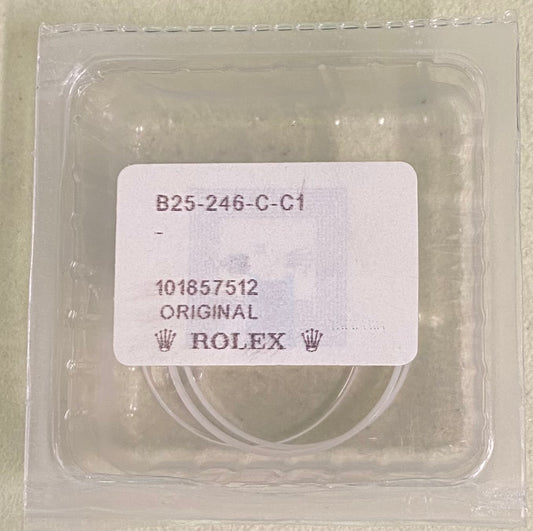 B25-246-C-C1
-
101857512
ORIGINAL
ROLEX